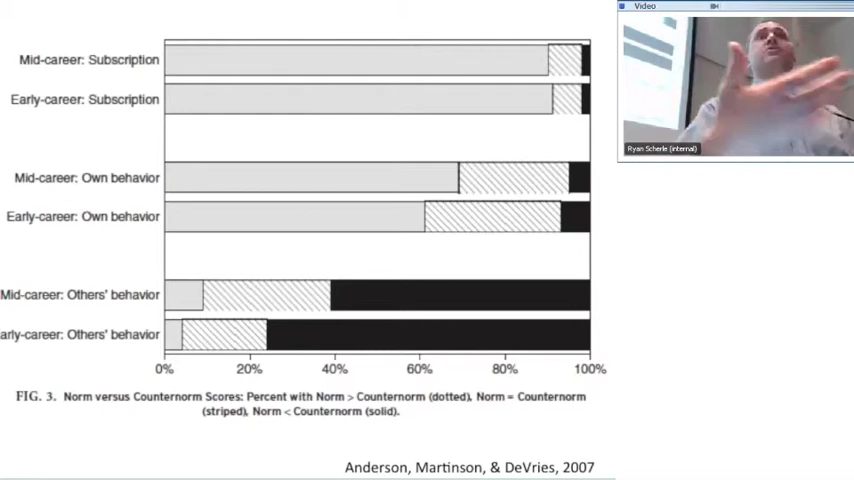 Video
Ryan Scherle (internal)
Mid-career: Subscription
Early-career: Subscription
Mid-career: Own behavior
Early-career: Own behavior
Mid-career: Others' behavior
arly-career: Others' behavior
0% 20% 40% 60% 80% 100%
FIG. 3. Norm versus Counternorm Scores: Percent with Norm > Counternorm (dotted), Norm = Counternorm
(striped), Norm < Counternorm (solid).
Anderson, Martinson, & DeVries, 2007